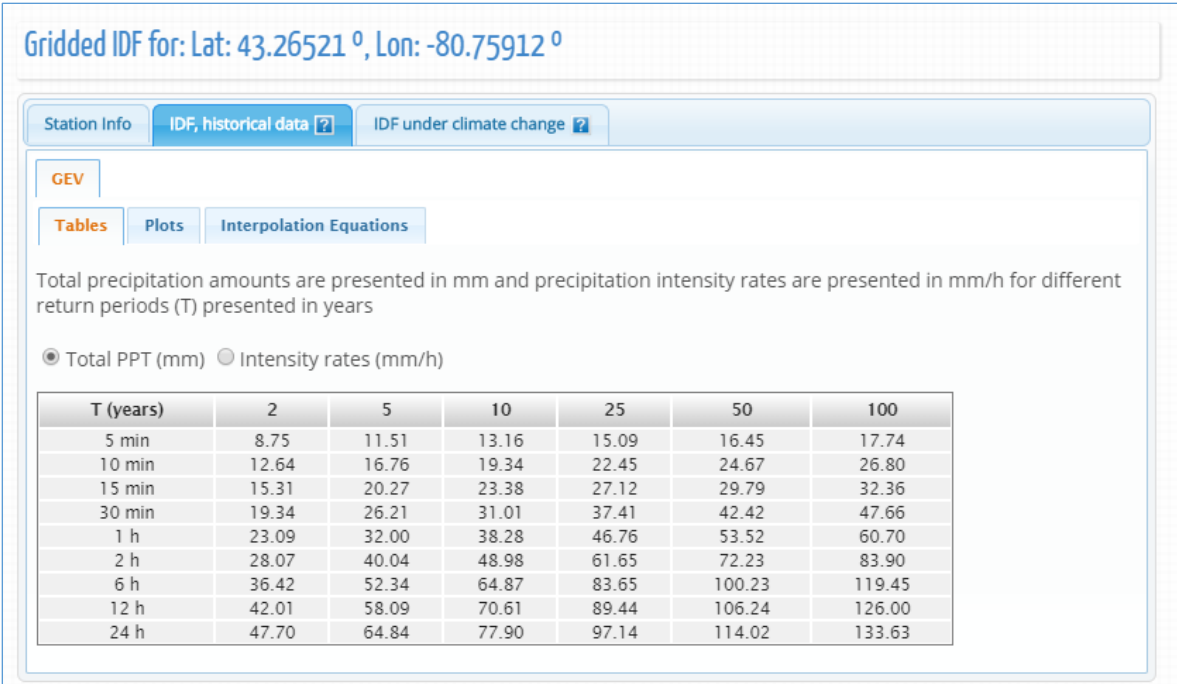 Gridded IDF for: Lat: 43.26521 º, Lon: -80.75912 º
Station Info IDF, historical data ? IDF under climate change ?
GEV
Tables Plots Interpolation Equations
Total precipitation amounts are presented in mm and precipitation intensity rates are presented in mm/h for different
return periods (T) presented in years
Total PPT (mm) Intensity rates (mm/h)
T (years) 2 5 10 25 50 100
5 min 8.75 11.51 13.16 15.09 16.45 17.74
10 min 12.64 16.76 19.34 22.45 24.67 26.80
15 min 15.31 20.27 23.38 27.12 29.79 32.36
30 min 19.34 26.21 31.01 37.41 42.42 47.66
1 h 23.09 32.00 38.28 46.76 53.52 60.70
2 h 28.07 40.04 48.98 61.65 72.23 83.90
6 h 36.42 52.34 64.87 83.65 100.23 119.45
12 h 42.01 58.09 70.61 89.44 106.24 126.00
24 h 47.70 64.84 77.90 97.14 114.02 133.63